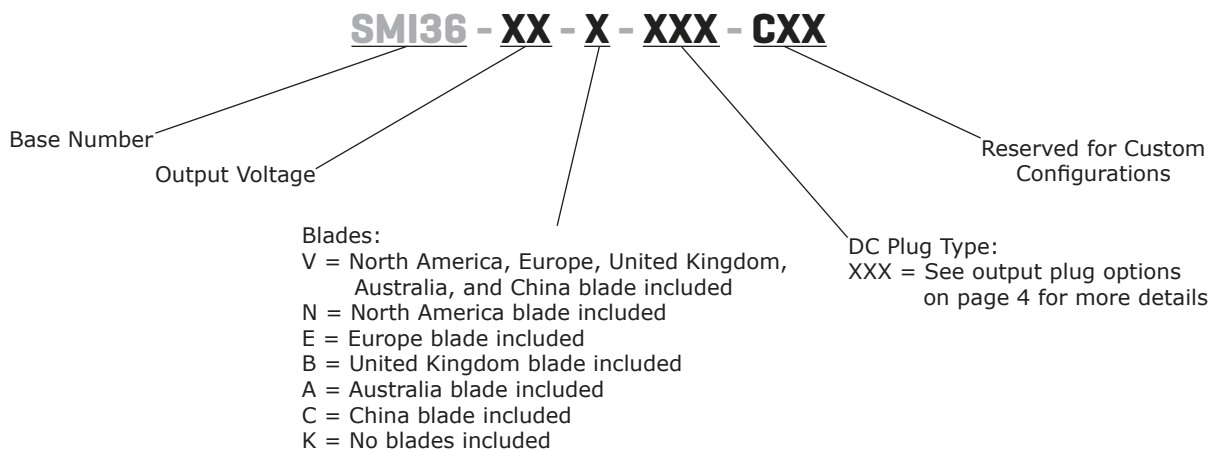 SMI36 - XX - X - XXX - CXX
Base Number
Output Voltage
Reserved for Custom
Configurations
Blades:
V = North America, Europe, United Kingdom,
Australia, and China blade included
N = North America blade included
E = Europe blade included
B = United Kingdom blade included
A = Australia blade included
C = China blade included
K = No blades included
DC Plug Type:
XXX = See output plug options
on page 4 for more details